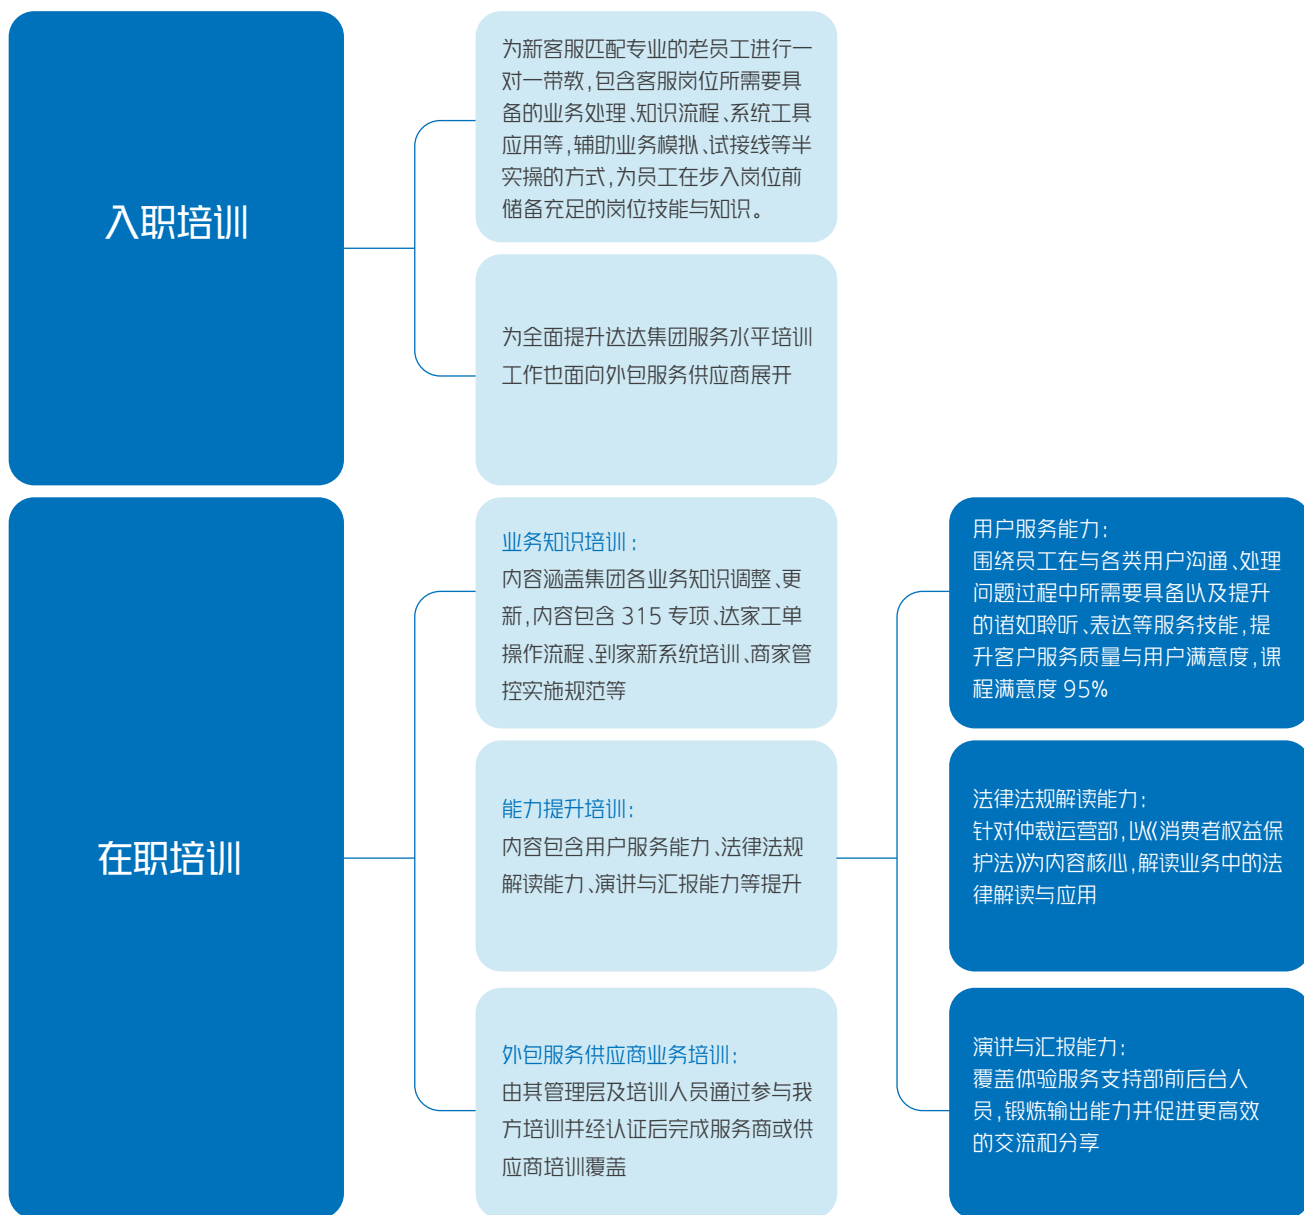 入职培训
为新客服匹配专业的老员工进行一
对一带教,包含客服岗位所需要具
备的业务处理、知识流程、系统工具
应用等,辅助业务模拟、试接线等半
实操的方式,为员工在步入岗位前
储备充足的岗位技能与知识。
为全面提升达达集团服务水平培训
工作也面向外包服务供应商展开
在职培训
业务知识培训:
内容涵盖集团各业务知识调整、更
新,内容包含 315 专项、达家工单
操作流程、到家新系统培训、商家管
控实施规范等
能力提升培训:
内容包含用户服务能力、法律法规
解读能力、演讲与汇报能力等提升
外包服务供应商业务培训:
由其管理层及培训人员通过参与我
方培训并经认证后完成服务商或供
应商培训覆盖
用户服务能力:
围绕员工在与各类用户沟通、处理
问题过程中所需要具备以及提升
的诸如聆听、表达等服务技能,提
升客户服务质量与用户满意度,课
程满意度 95%
法律法规解读能力:
针对仲裁运营部,以《消费者权益保
护法》为内容核心,解读业务中的法
律解读与应用
演讲与汇报能力:
覆盖体验服务支持部前后台人
员,锻炼输出能力并促进更高效
的交流和分享